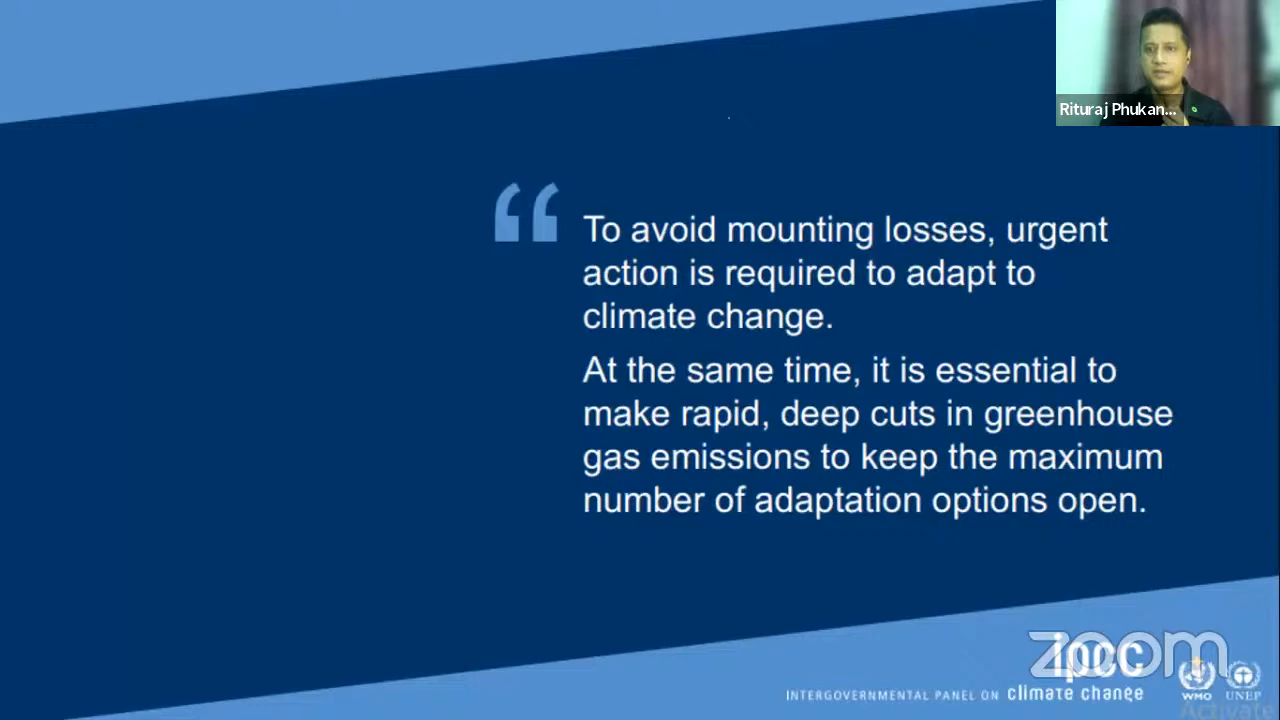 Rituraj Phukan...
“
To avoid mounting losses, urgent
action is required to adapt to
climate change.
At the same time, it is essential to
make rapid, deep cuts in greenhouse
gas emissions to keep the maximum
number of adaptation options open.
zoom
ipcc
INTERGOVERNMENTAL PANEL ON climate change
WMO
UNEP
Activate